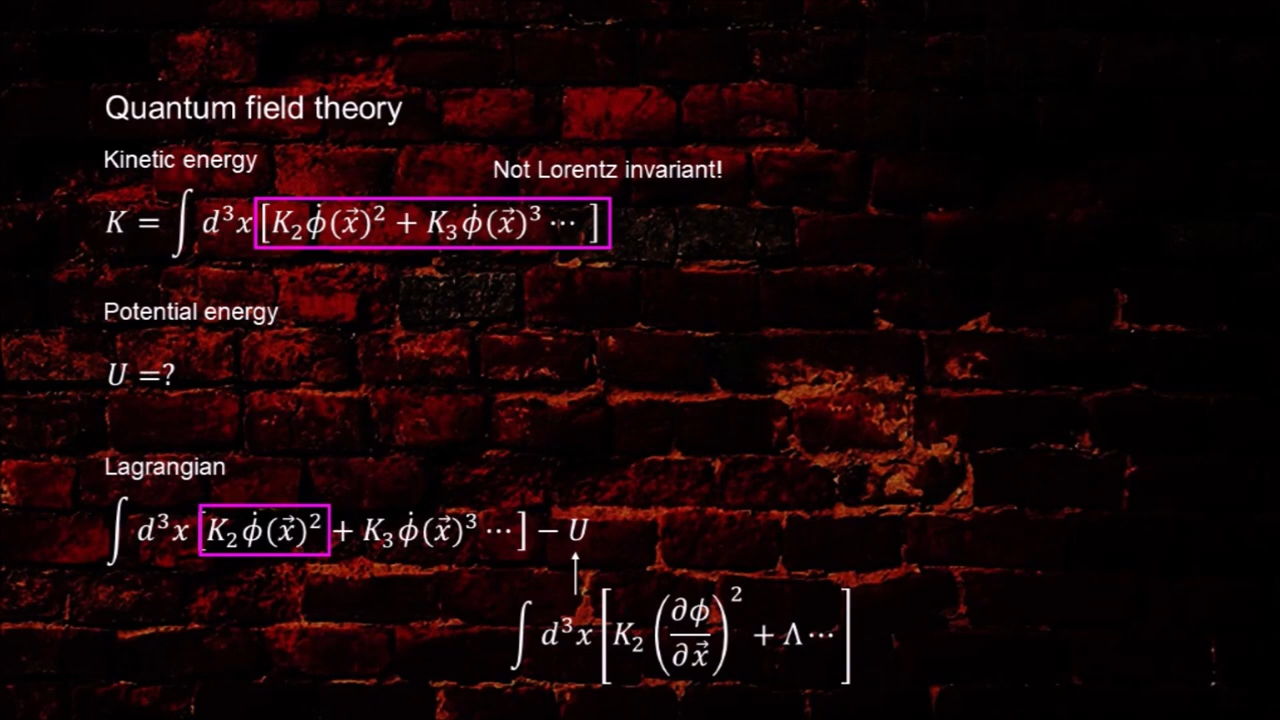 Quantum field theory
Kinetic energy
Not Lorentz invariant!
K = ∫ d³x [K₂ϕ̇(x⃗)² + K₃ϕ̇(x⃗)³ ⋯ ]
Potential energy
U =?
Lagrangian
∫ d³x [K₂ϕ̇(x⃗)² + K₃ϕ̇(x⃗)³ ⋯] − U
∫ d³x [K₂ (∂ϕ/∂x⃗)² + Λ ⋯]